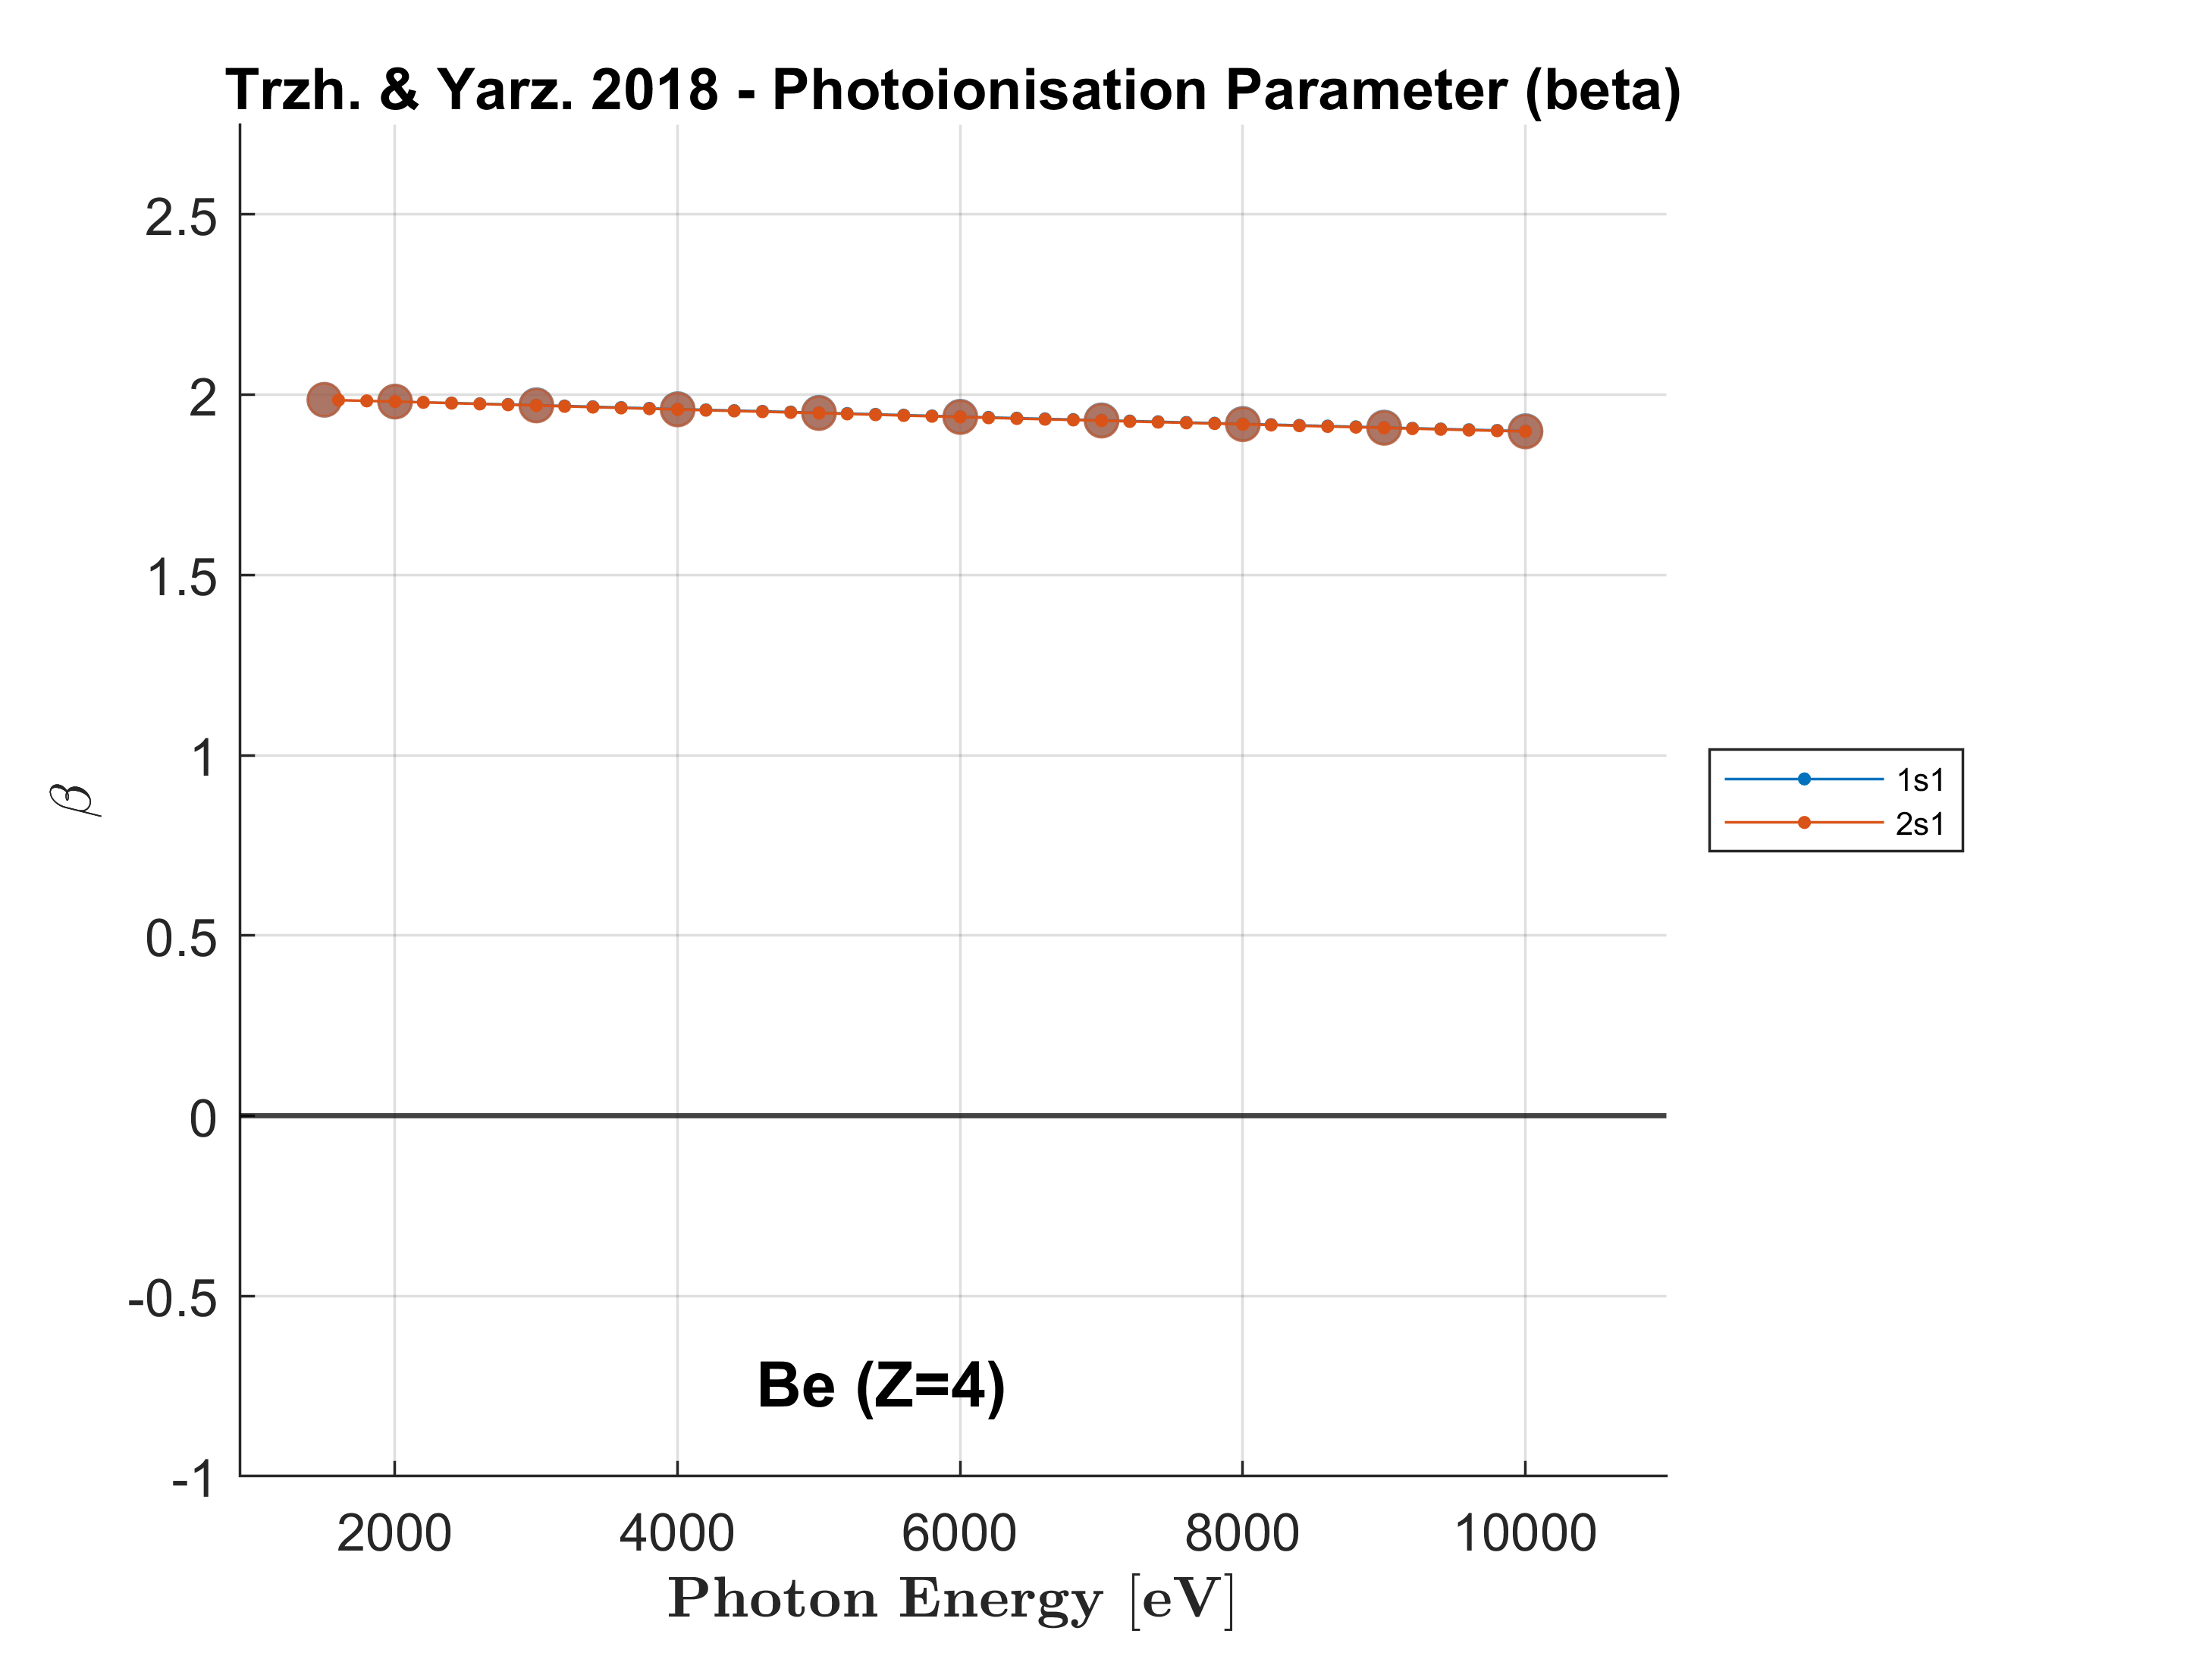 Trzh. & Yarz. 2018 - Photoionisation Parameter (beta)
2.5
2
1.5
1
0.5
0
-0.5
-1
β
1s1
2s1
Be (Z=4)
2000 4000 6000 8000 10000
Photon Energy [eV]